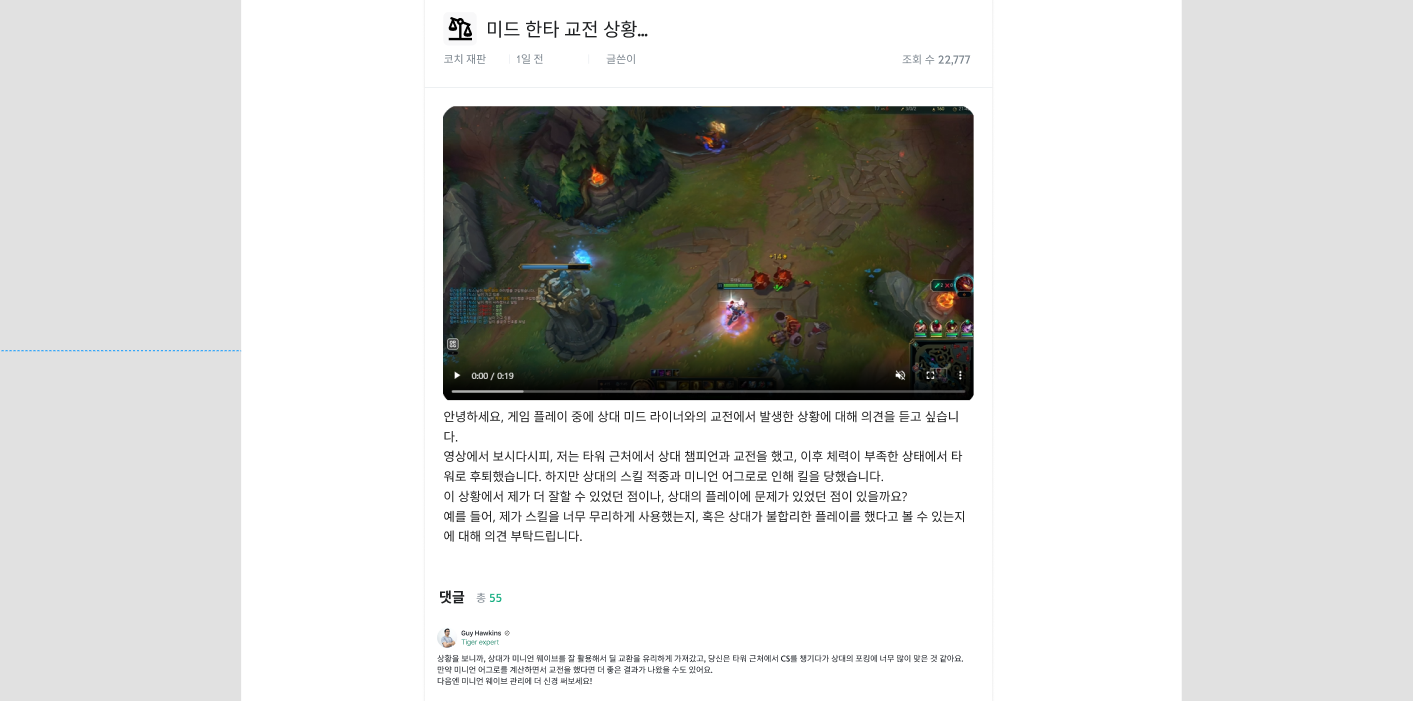 미드 한타 교전 상황...
코치 재판 1일 전 글쓴이 조회 수 22,777
+14
0:00 / 0:19
안녕하세요, 게임 플레이 중에 상대 미드 라이너와의 교전에서 발생한 상황에 대해 의견을 듣고 싶습니
다.
영상에서 보시다시피, 저는 타워 근처에서 상대 챔피언과 교전을 했고, 이후 체력이 부족한 상태에서 타
워로 후퇴했습니다. 하지만 상대의 스킬 적중과 미니언 어그로로 인해 킬을 당했습니다.
이 상황에서 제가 더 잘할 수 있었던 점이나, 상대의 플레이에 문제가 있었던 점이 있을까요?
예를 들어, 제가 스킬을 너무 무리하게 사용했는지, 혹은 상대가 불합리한 플레이를 했다고 볼 수 있는지
에 대해 의견 부탁드립니다.
댓글 총 55
Guy Hawkins
Tiger expert
상황을 보니까, 상대가 미니언 웨이브를 잘 활용해서 딜 교환을 유리하게 가져갔고, 당신은 타워 근처에서 CS를 챙기다가 상대의 포킹에 너무 많이 맞은 것 같아요.
만약 미니언 어그로를 계산하면서 교전을 했다면 더 좋은 결과가 나왔을 수도 있어요.
다음엔 미니언 웨이브 관리에 더 신경 써보세요!